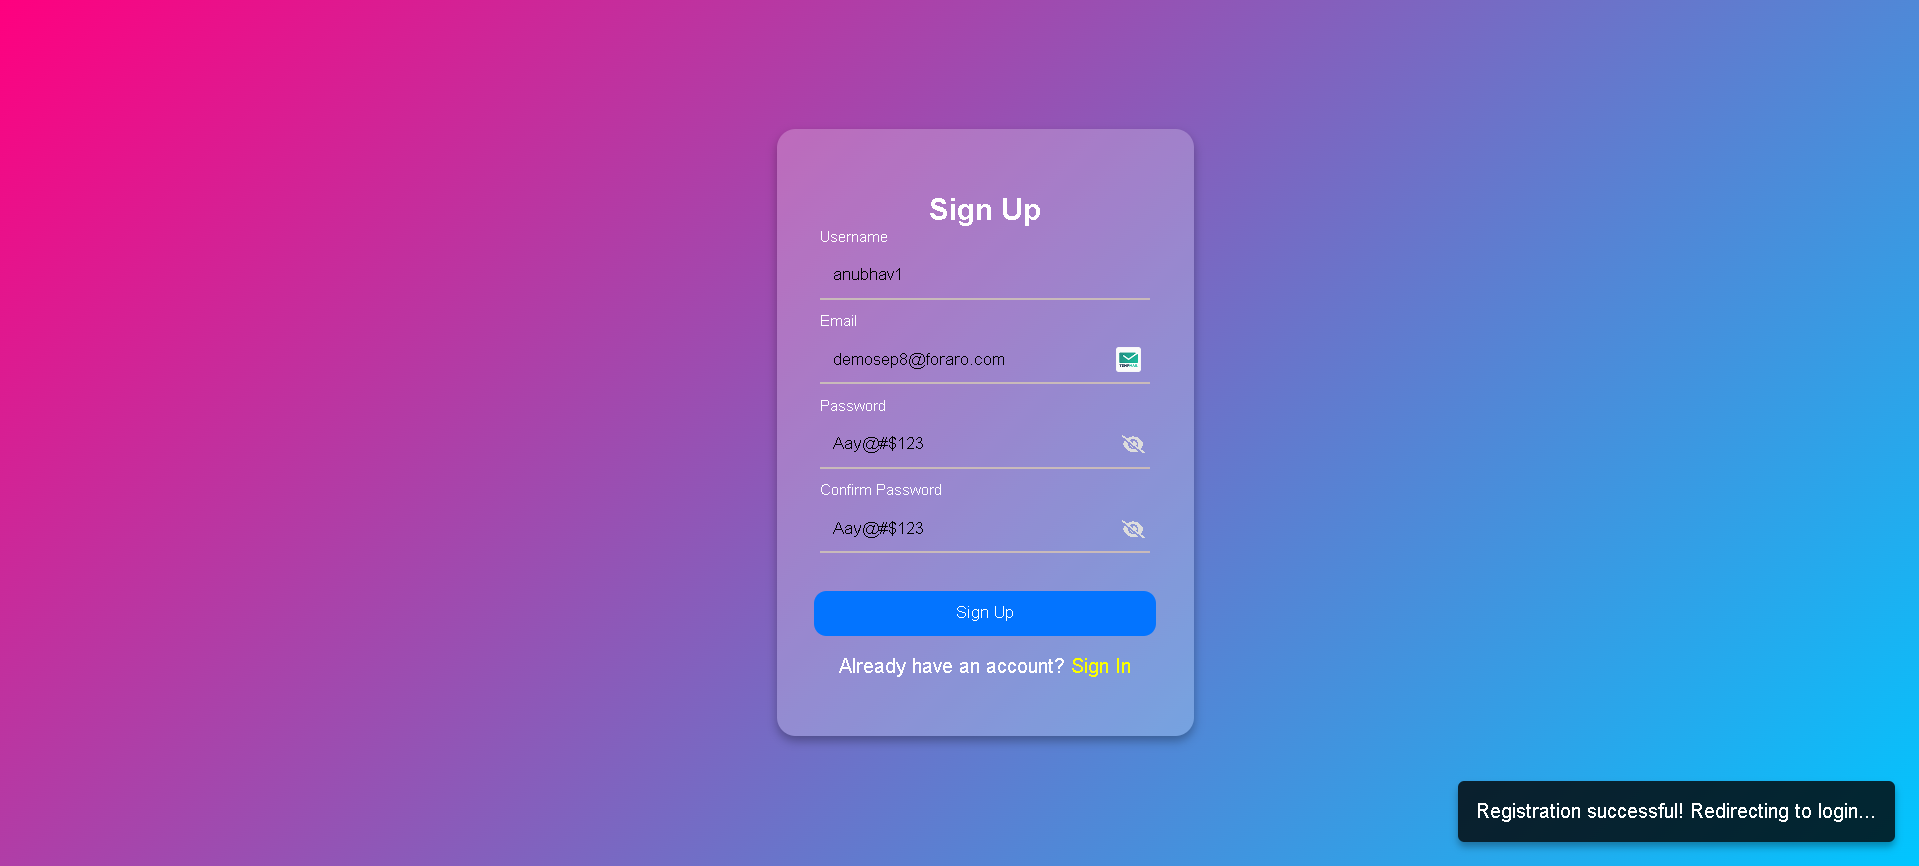 Sign Up
Username
anubhav1
Email
demosep8@foraro.com
Password
Aay@#$123
Confirm Password
Aay@#$123
Sign Up
Already have an account? Sign In
Registration successful! Redirecting to login...